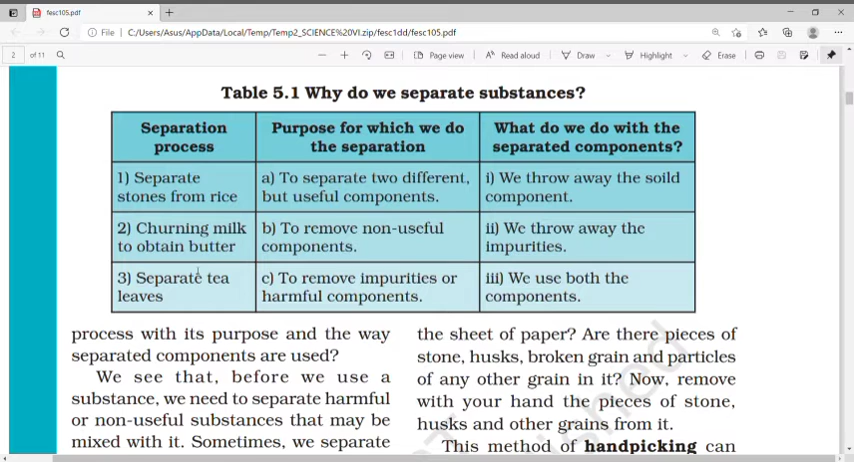 fesc105.pdf
File | C:/Users/Asus/AppData/Local/Temp/Temp2_SCIENCE%20VI.zip/fesc1dd/fesc105.pdf
2 of 11 Page view Read aloud Draw Highlight Erase
Table 5.1 Why do we separate substances?
Separation process
Purpose for which we do the separation
What do we do with the separated components?
1) Separate stones from rice
a) To separate two different, but useful components.
i) We throw away the soild component.
2) Churning milk to obtain butter
b) To remove non-useful components.
ii) We throw away the impurities.
3) Separate tea leaves
c) To remove impurities or harmful components.
iii) We use both the components.
process with its purpose and the way
separated components are used?
We see that, before we use a
substance, we need to separate harmful
or non-useful substances that may be
mixed with it. Sometimes, we separate
the sheet of paper? Are there pieces of
stone, husks, broken grain and particles
of any other grain in it? Now, remove
with your hand the pieces of stone,
husks and other grains from it.
This method of handpicking can